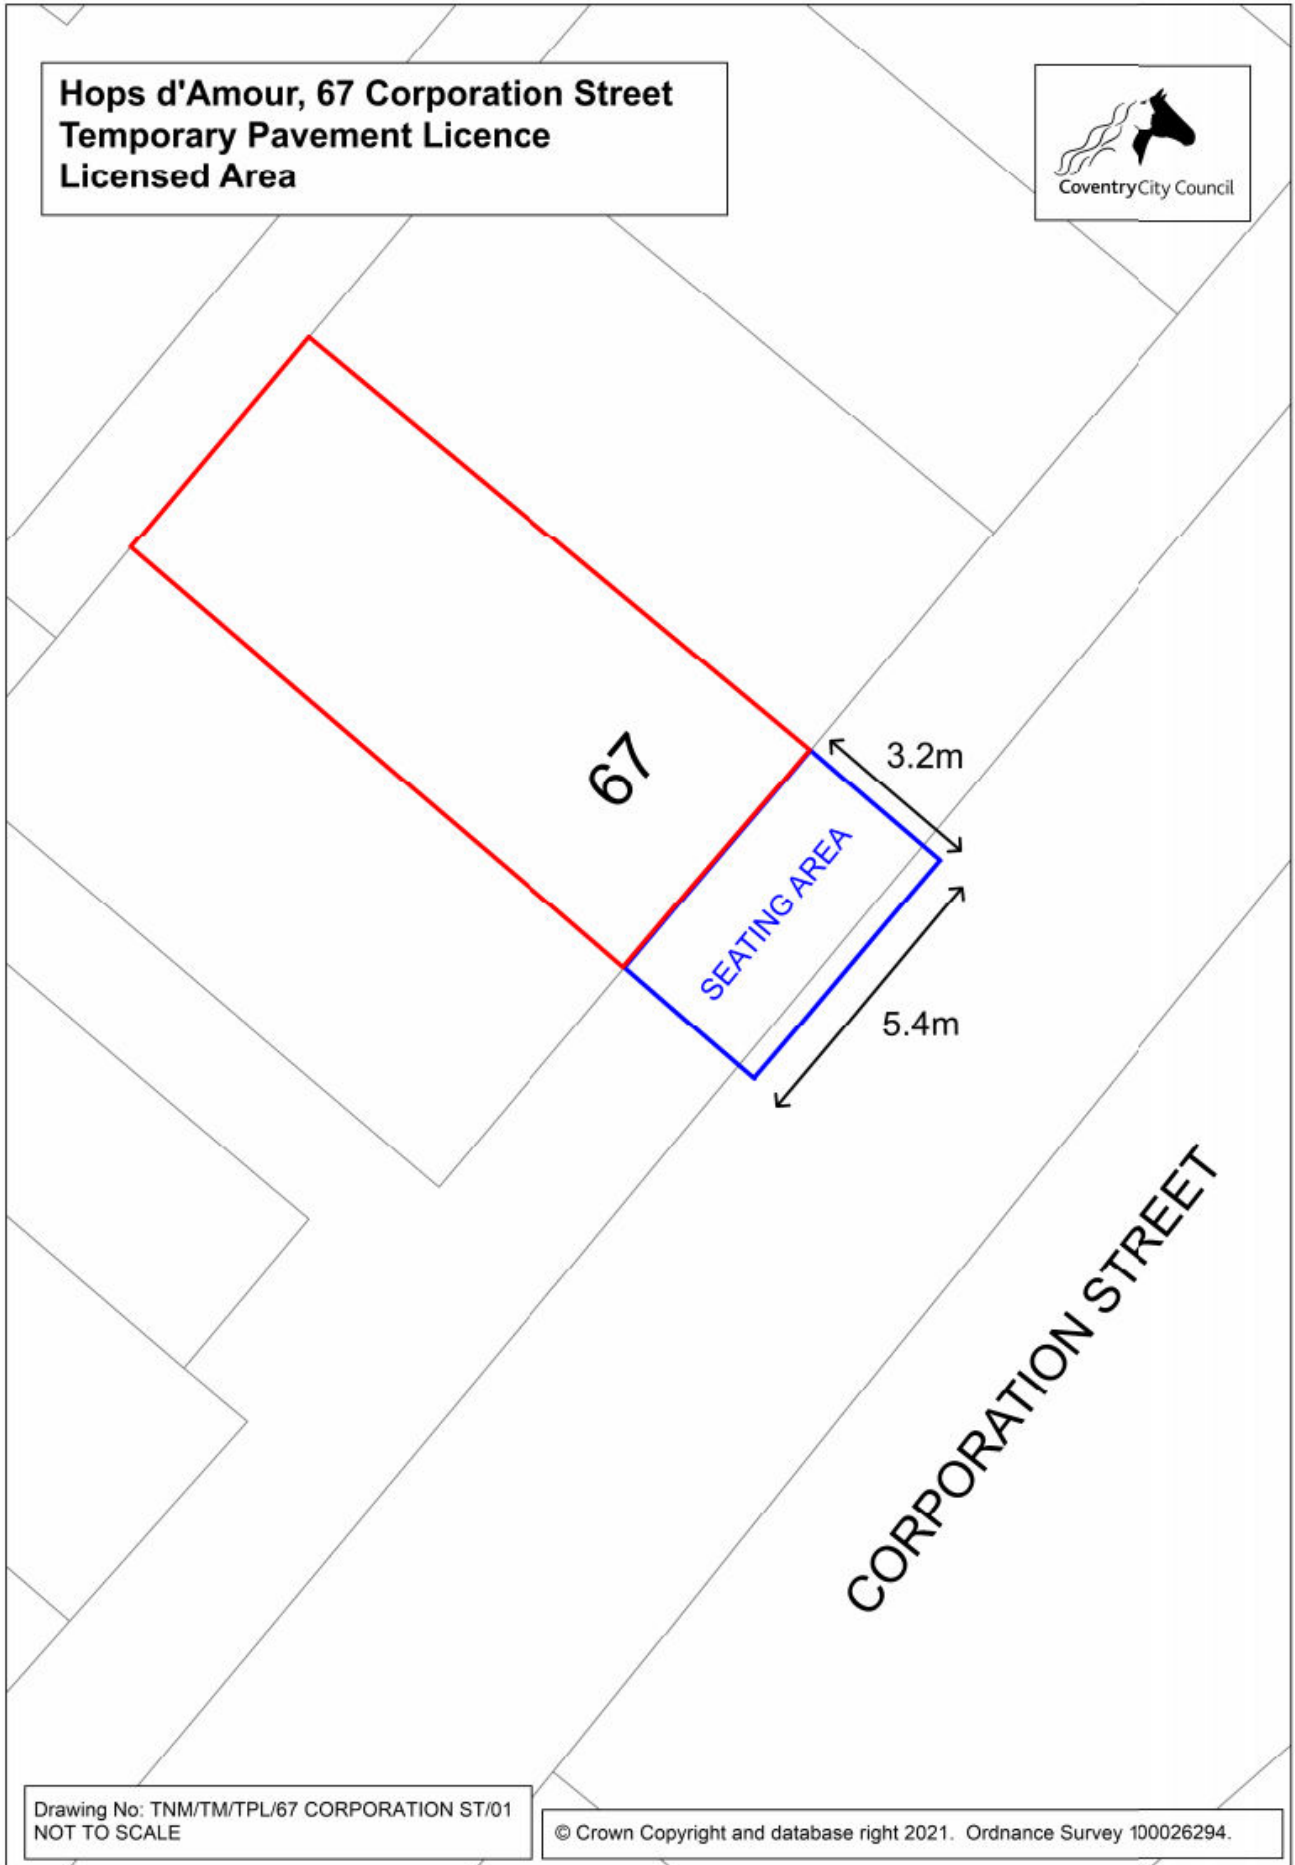 Hops d'Amour, 67 Corporation Street
Temporary Pavement Licence
Licensed Area
CoventryCity Council
67
3.2m
SEATING AREA
5.4m
CORPORATION STREET
Drawing No: TNM/TM/TPL/67 CORPORATION ST/01
NOT TO SCALE
© Crown Copyright and database right 2021. Ordnance Survey 100026294.